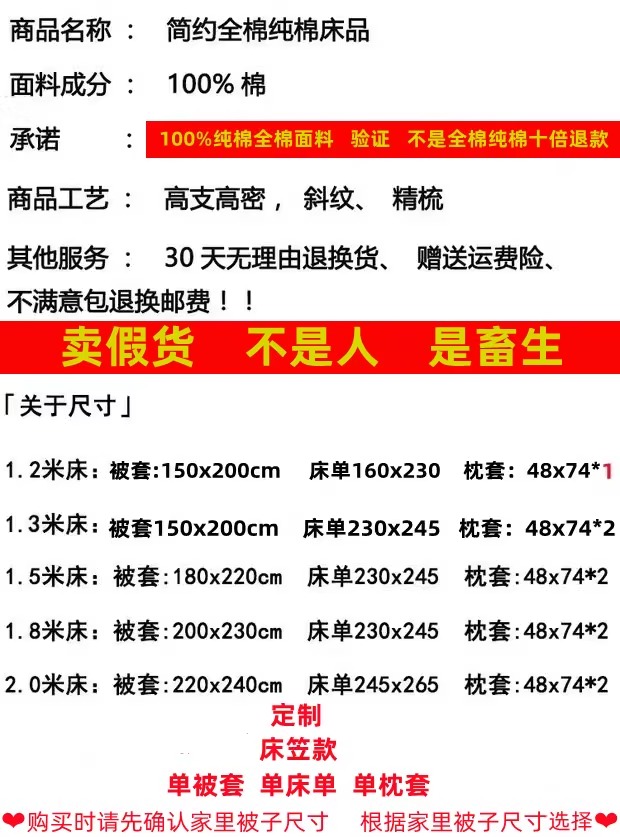 商品名称 ： 简约全棉纯棉床品
面料成分 ： 100% 棉
承诺 ： 100%纯棉全棉面料 验证 不是全棉纯棉十倍退款
商品工艺 ： 高支高密 ， 斜纹、 精梳
其他服务 ： 30 天无理由退换货、 赠送运费险、
不满意包退换邮费！！
卖假货 不是人 是畜生
「关于尺寸」
1.2米床：被套:150x200cm 床单160x230 枕套：48x74*1
1.3米床：被套150x200cm 床单230x245 枕套：48x74*2
1.5米床：被套:180x220cm 床单230x245 枕套:48x74*2
1.8米床：被套:200x230cm 床单230x245 枕套:48x74*2
2.0米床：被套:220x240cm 床单245x265 枕套:48x74*2
定制
床笠款
单被套 单床单 单枕套
❤购买时请先确认家里被子尺寸 根据家里被子尺寸选择❤